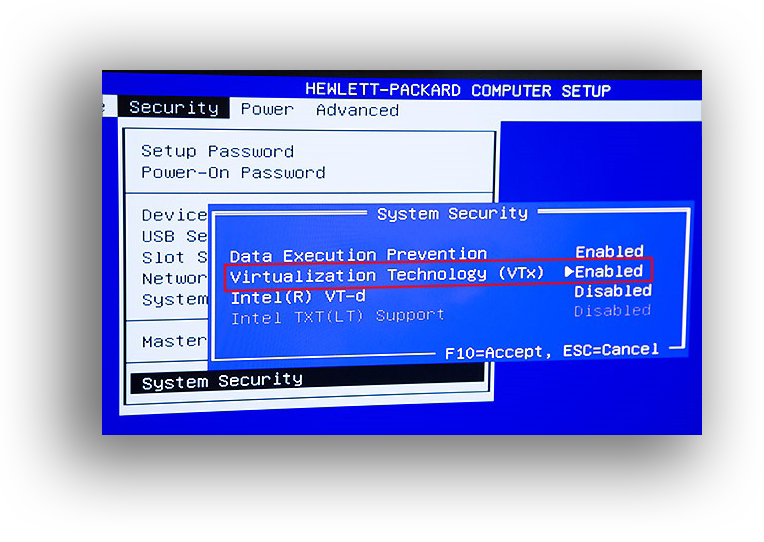 HEWLETT-PACKARD COMPUTER SETUP
Security Power Advanced
Setup Password
Power-On Password
Device
USB Se
Slot S
Networ
System
Master
System Security
System Security
Data Execution Prevention Enabled
Virtualization Technology (VTx) ▶Enabled
Intel(R) VT-d Disabled
Intel TXT(LT) Support Disabled
F10=Accept, ESC=Cancel